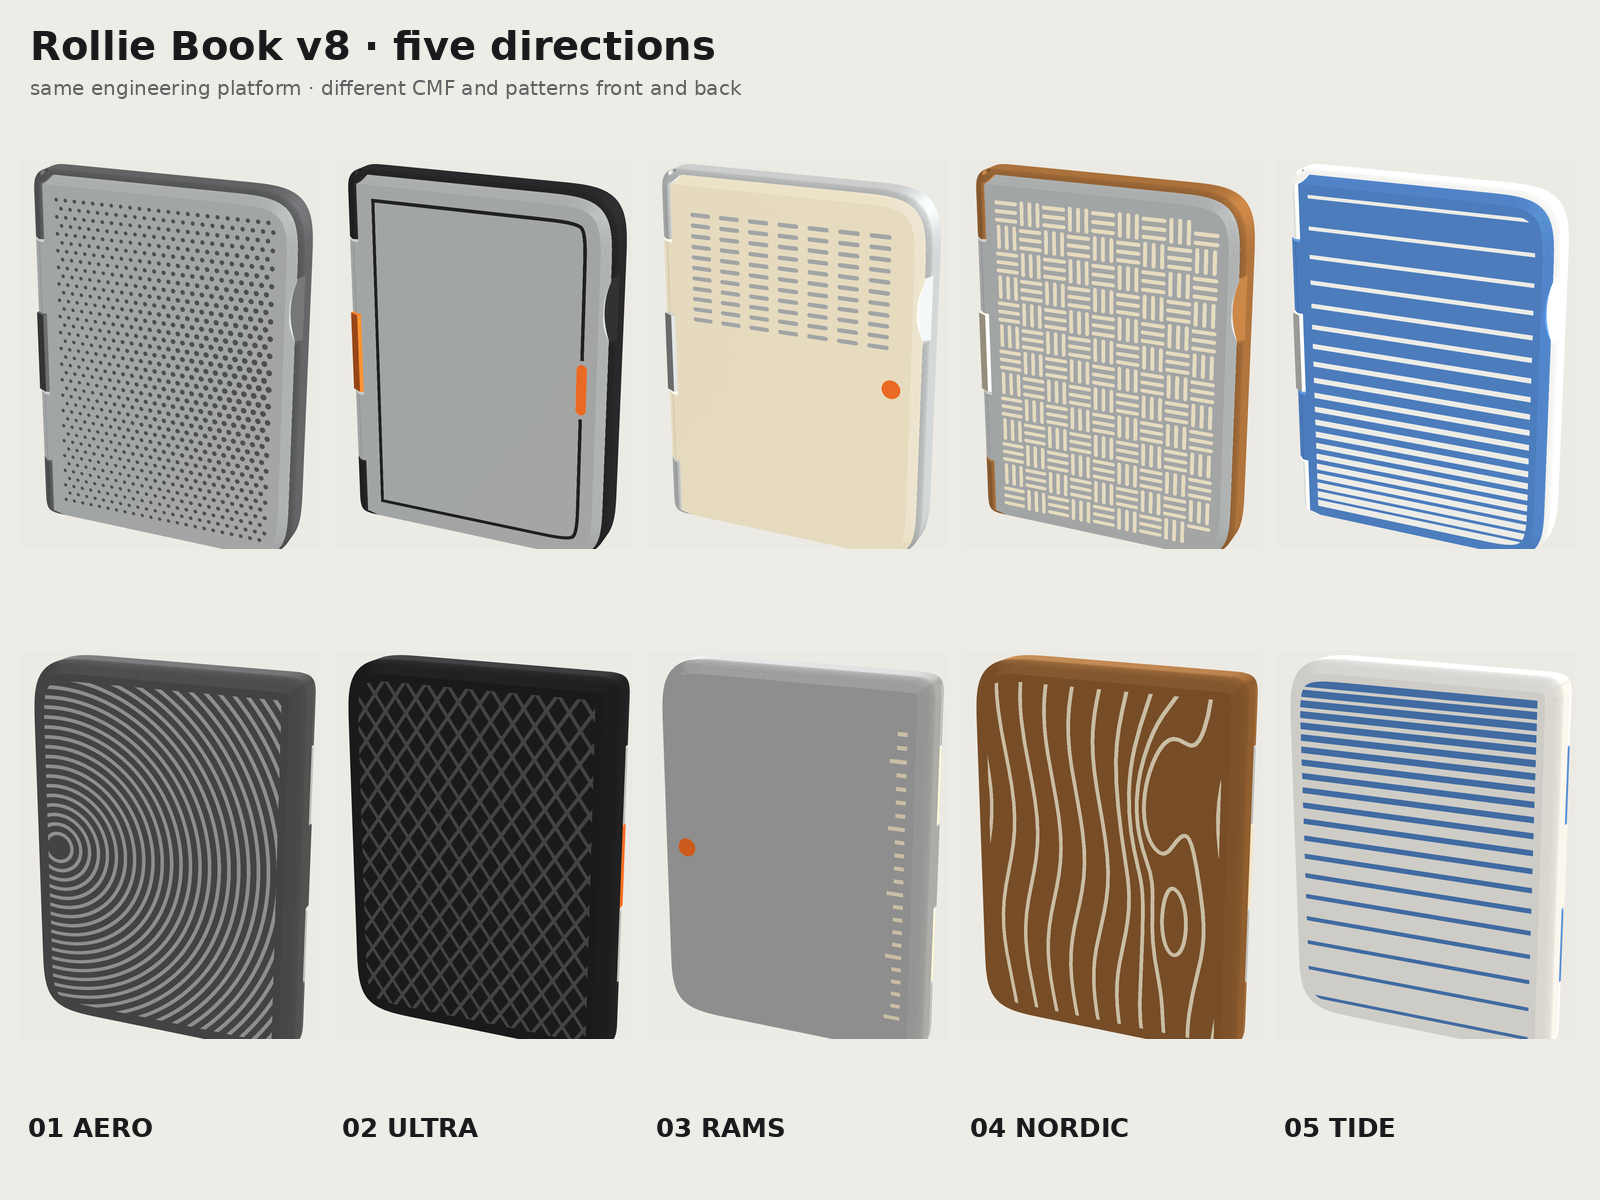 Rollie Book v8 · five directions
same engineering platform · different CMF and patterns front and back
01 AERO
02 ULTRA
03 RAMS
04 NORDIC
05 TIDE